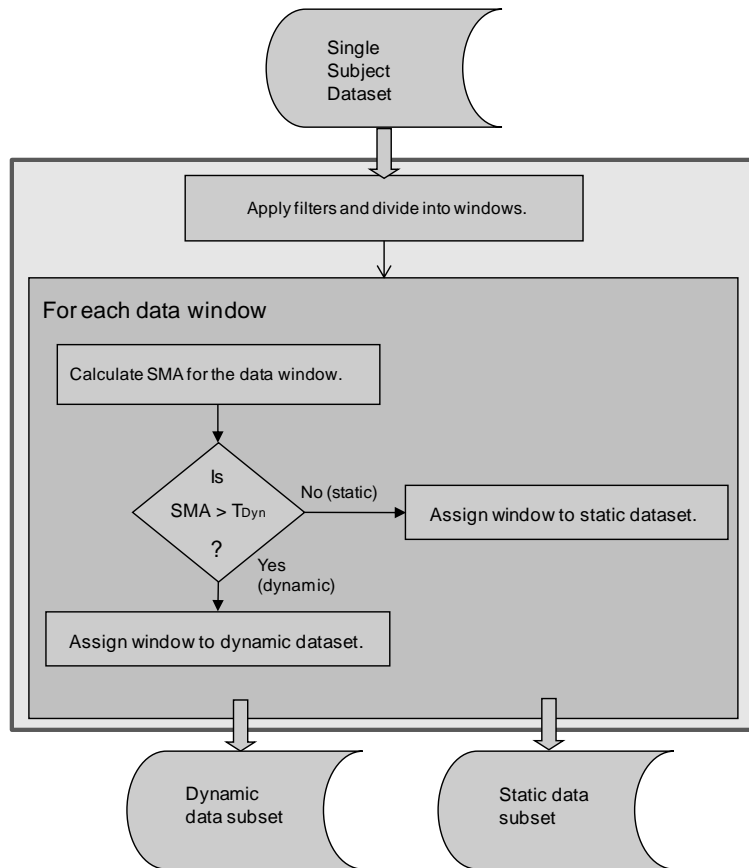 Single
Subject
Dataset
Apply filters and divide into windows.
For each data window
Calculate SMA for the data window.
Is
SMA > TDyn
?
No (static)
Assign window to static dataset.
Yes
(dynamic)
Assign window to dynamic dataset.
Dynamic
data subset
Static data
subset